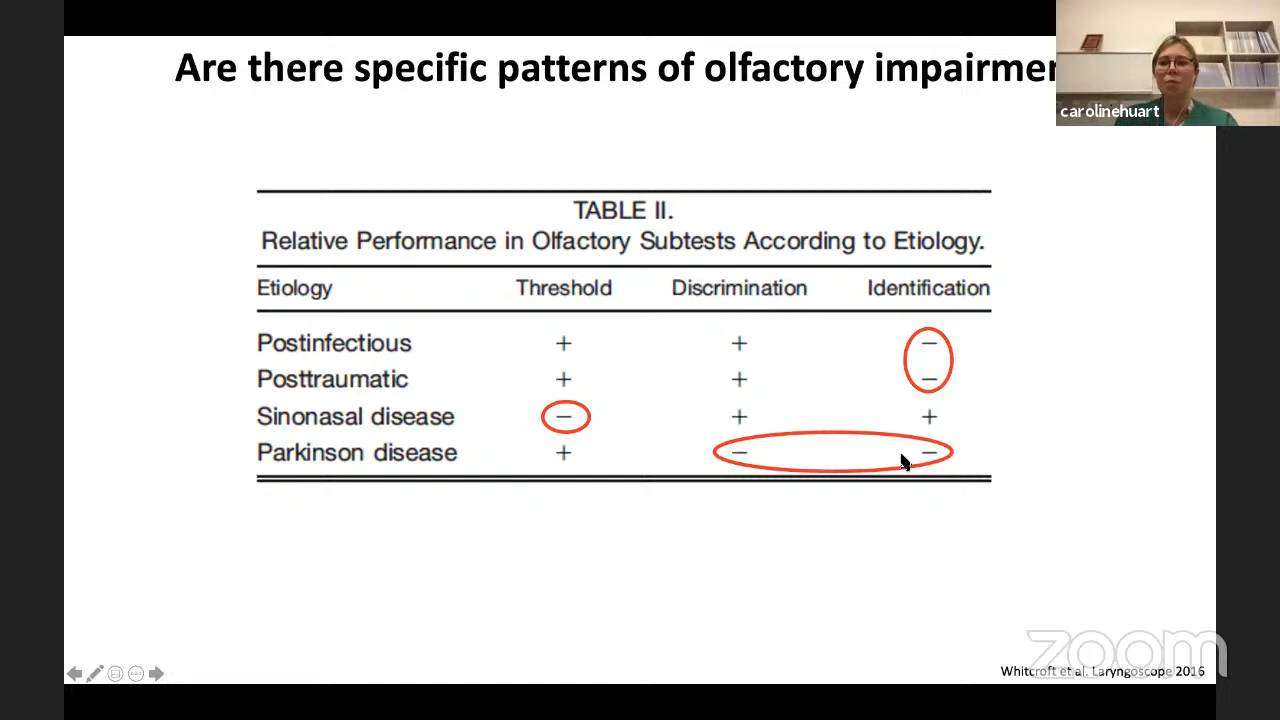 Are there specific patterns of olfactory impairmen
carolinehuart
TABLE II.
Relative Performance in Olfactory Subtests According to Etiology.
Etiology Threshold Discrimination Identification
Postinfectious + + −
Posttraumatic + + −
Sinonasal disease − + +
Parkinson disease + − −
zoom
Whitcroft et al. Laryngoscope 2016